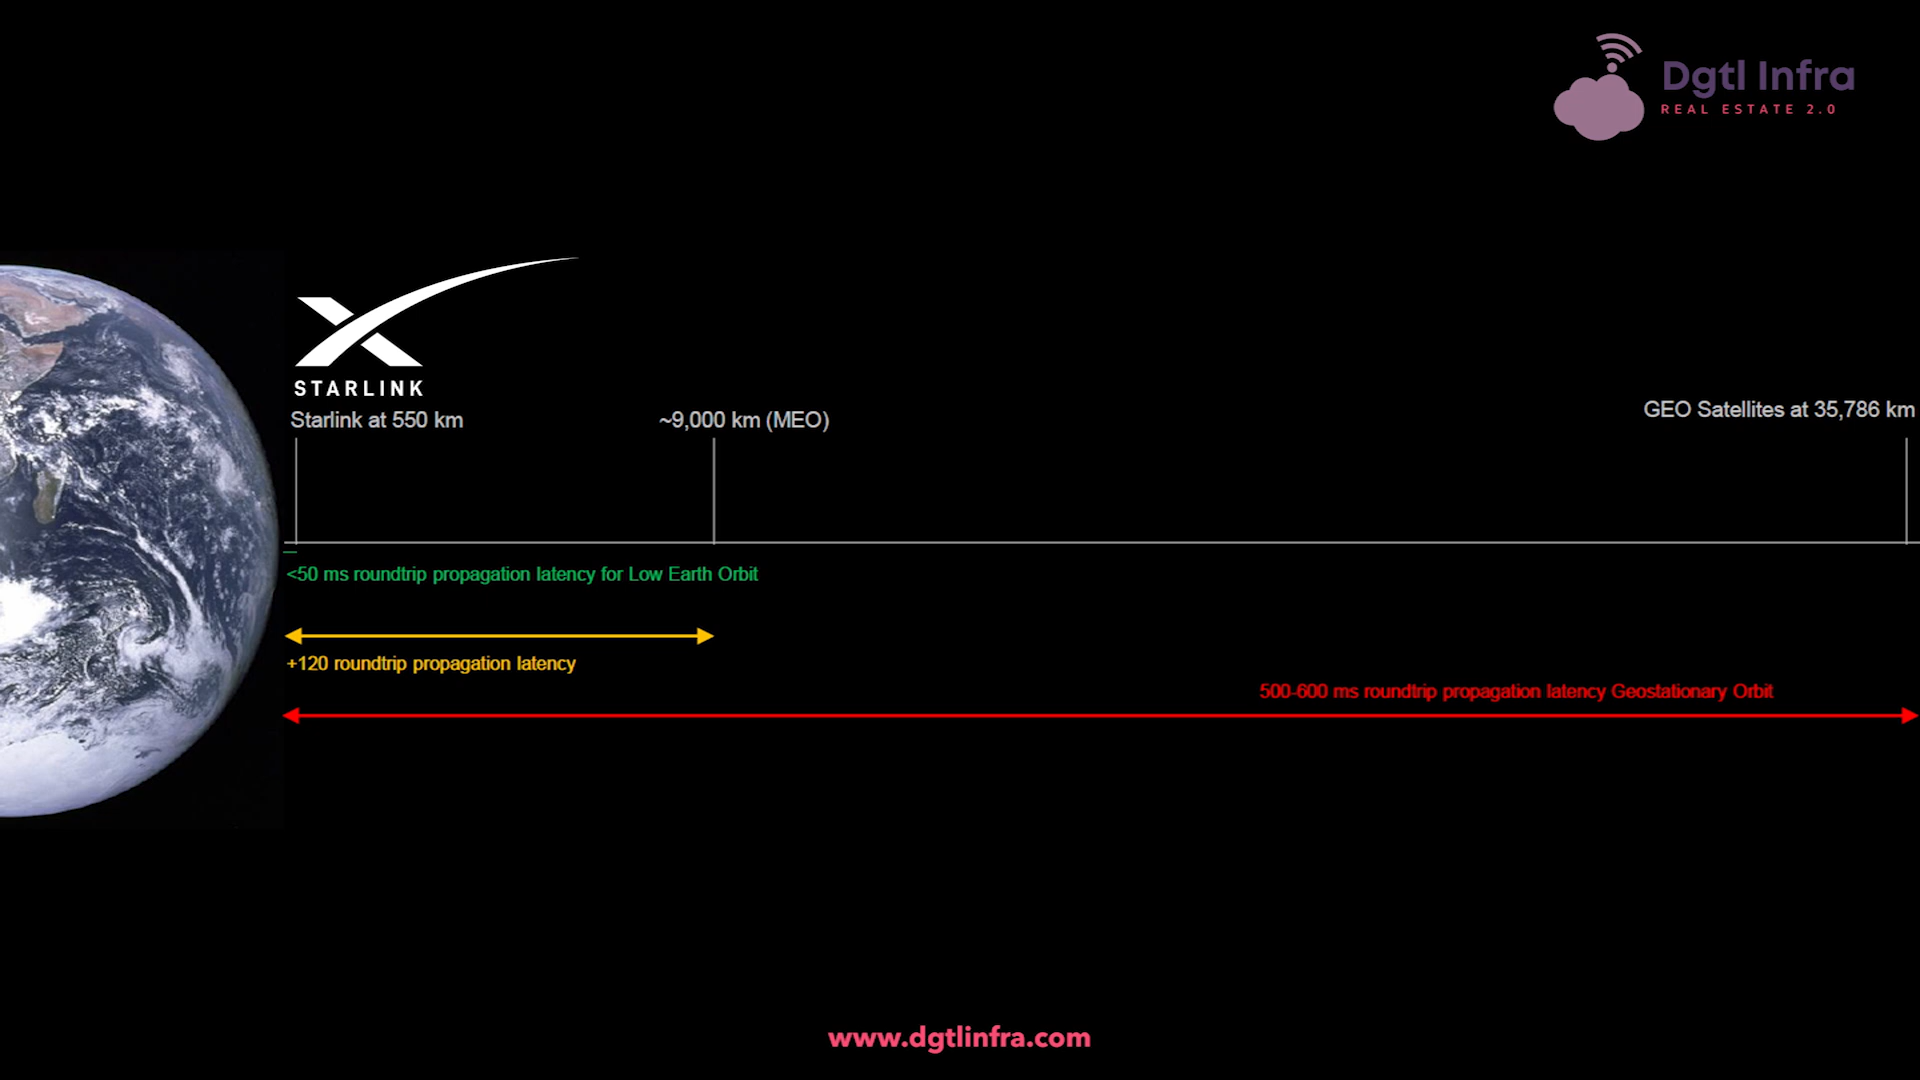 Dgtl Infra
REAL ESTATE 2.0
STARLINK
Starlink at 550 km
~9,000 km (MEO)
GEO Satellites at 35,786 km
<50 ms roundtrip propagation latency for Low Earth Orbit
+120 roundtrip propagation latency
500-600 ms roundtrip propagation latency Geostationary Orbit
www.dgtlinfra.com